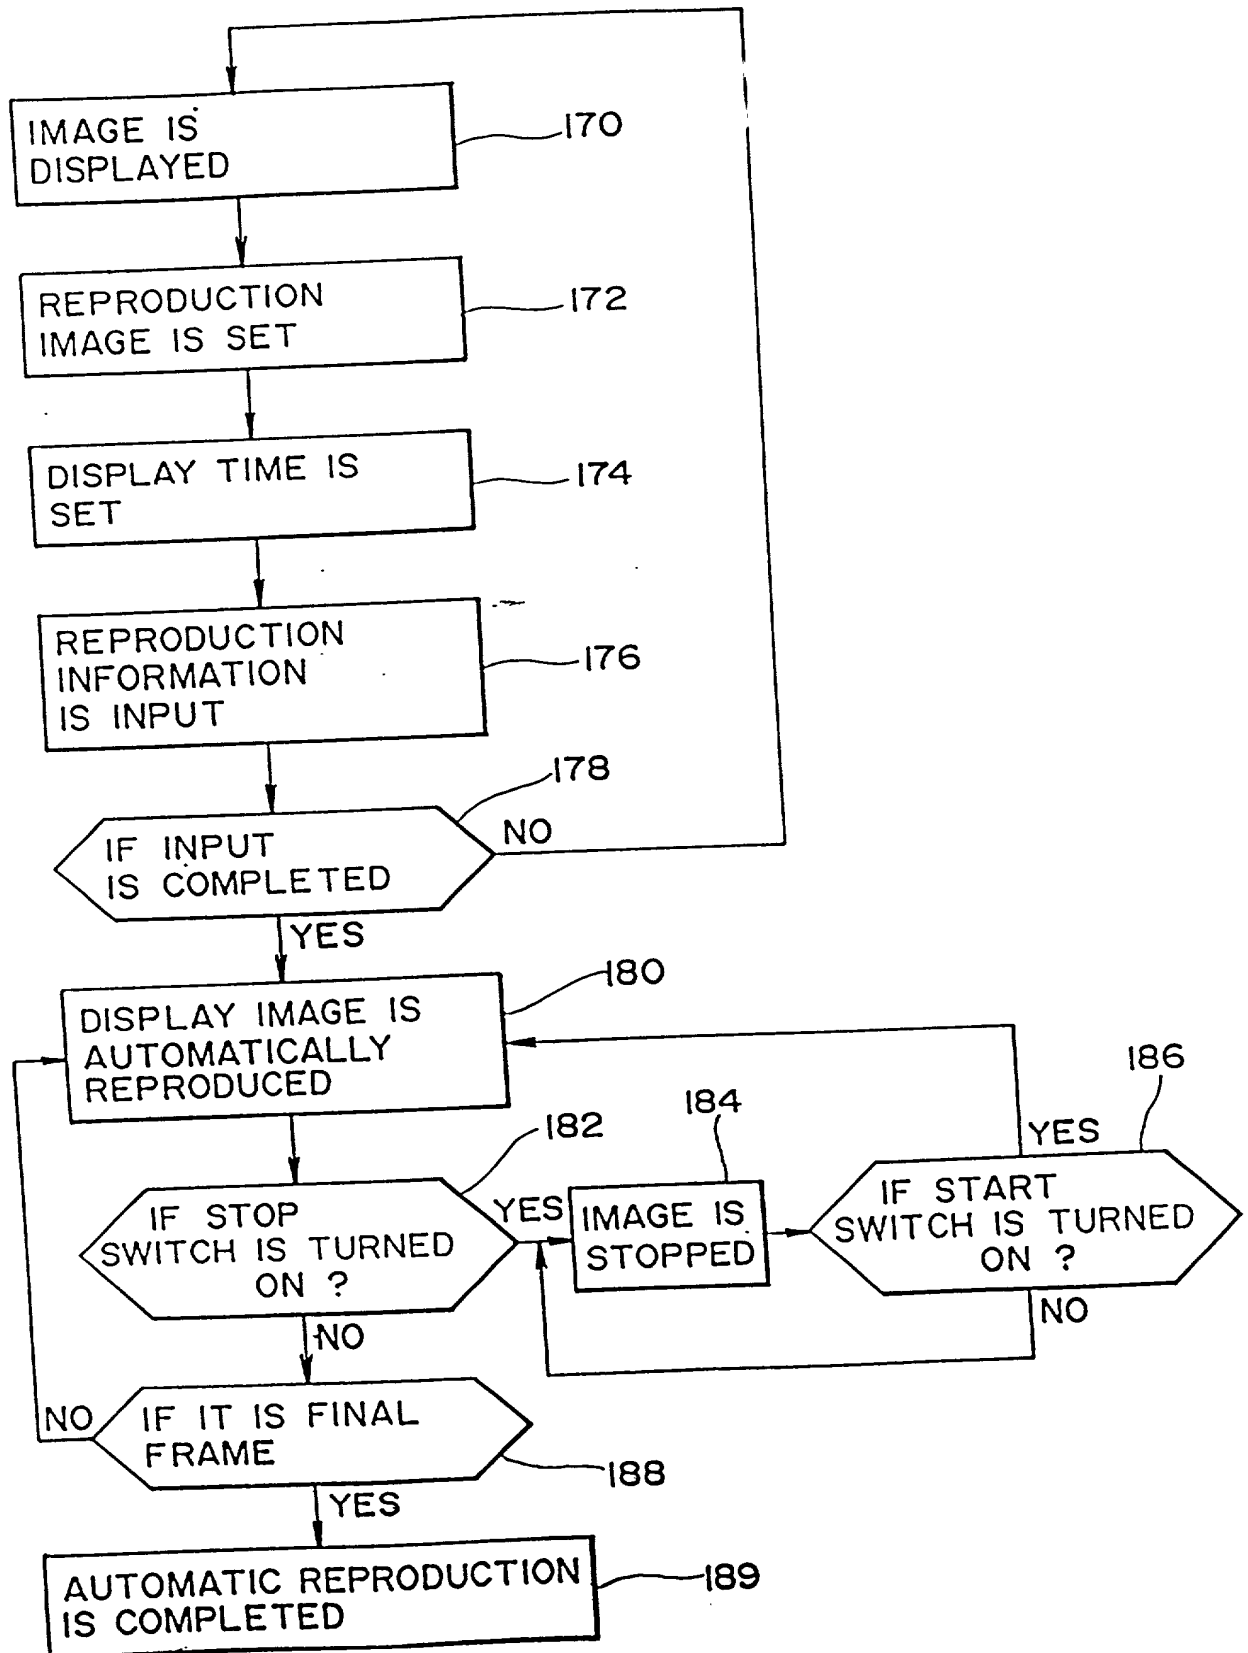 IMAGE IS
DISPLAYED
170
REPRODUCTION
IMAGE IS SET
172
DISPLAY TIME IS
SET
174
REPRODUCTION
INFORMATION
IS INPUT
176
178
IF INPUT
IS COMPLETED
NO
YES
180
DISPLAY IMAGE IS
AUTOMATICALLY
REPRODUCED
182
IF STOP
SWITCH IS TURNED
ON ?
YES
184
IMAGE IS
STOPPED
186
YES
IF START
SWITCH IS TURNED
ON ?
NO
NO
NO
IF IT IS FINAL
FRAME
188
YES
AUTOMATIC REPRODUCTION
IS COMPLETED
189